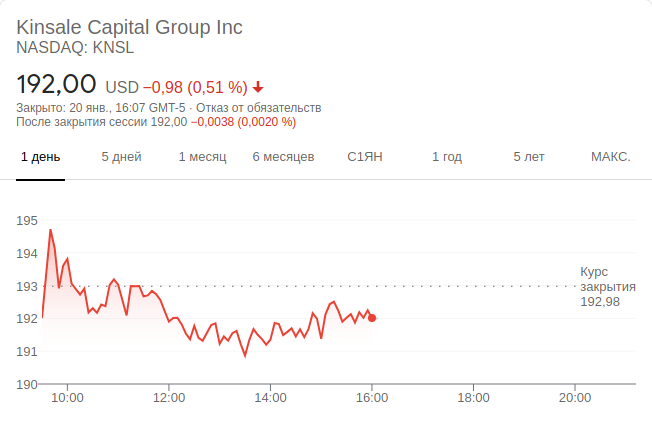 Kinsale Capital Group Inc
NASDAQ: KNSL
192,00 USD −0,98 (0,51 %)
Закрыто: 20 янв., 16:07 GMT-5 · Отказ от обязательств
После закрытия сессии 192,00 −0,0038 (0,0020 %)
1 день 5 дней 1 месяц 6 месяцев С1ЯН 1 год 5 лет МАКС.
195
194
193
192
191
190
Курс
закрытия
192,98
10:00 12:00 14:00 16:00 18:00 20:00